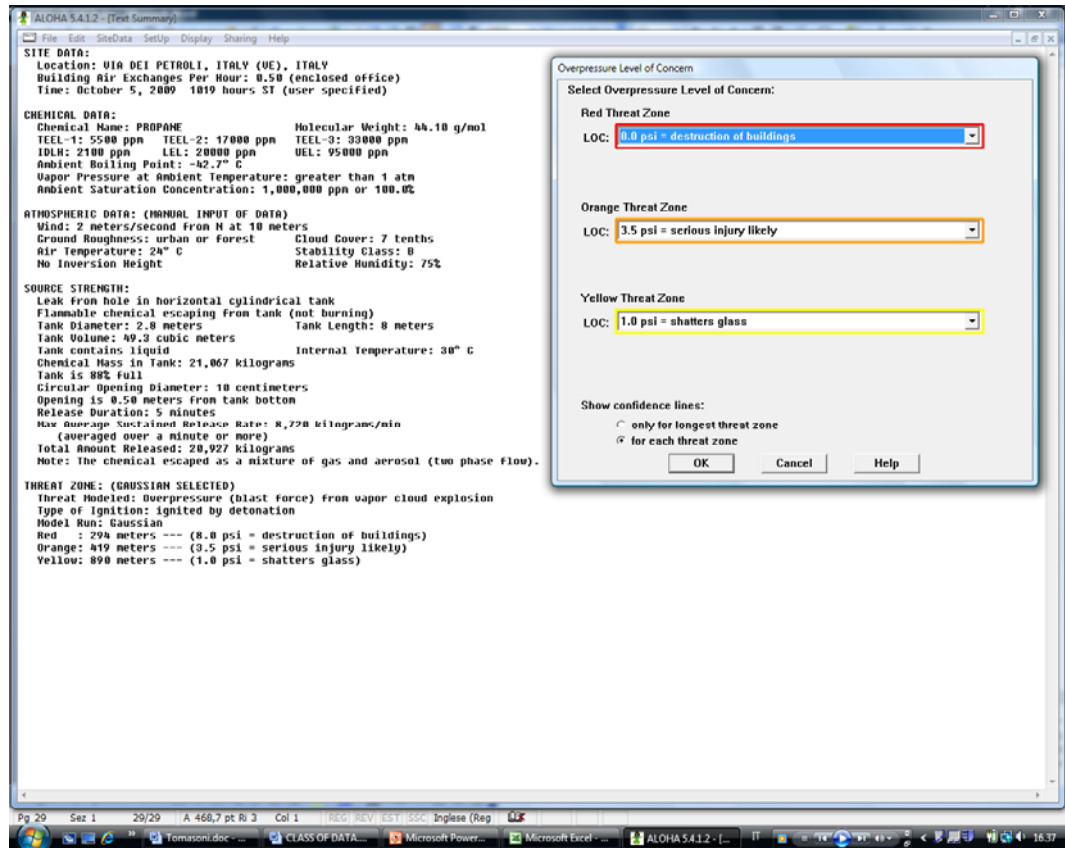 ALOHA 5.4.1.2 - [Text Summary]
File Edit SiteData SetUp Display Sharing Help
SITE DATA:
Location: VIA DEI PETROLI, ITALY (VE), ITALY
Building Air Exchanges Per Hour: 0.50 (enclosed office)
Time: October 5, 2009 1019 hours ST (user specified)
CHEMICAL DATA:
Chemical Name: PROPANE Molecular Weight: 44.10 g/mol
TEEL-1: 5500 ppm TEEL-2: 17000 ppm TEEL-3: 33000 ppm
IDLH: 2100 ppm LEL: 20000 ppm UEL: 95000 ppm
Ambient Boiling Point: -42.7° C
Vapor Pressure at Ambient Temperature: greater than 1 atm
Ambient Saturation Concentration: 1,000,000 ppm or 100.0%
ATMOSPHERIC DATA: (MANUAL INPUT OF DATA)
Wind: 2 meters/second from N at 10 meters
Ground Roughness: urban or forest Cloud Cover: 7 tenths
Air Temperature: 24° C Stability Class: B
No Inversion Height Relative Humidity: 75%
SOURCE STRENGTH:
Leak from hole in horizontal cylindrical tank
Flammable chemical escaping from tank (not burning)
Tank Diameter: 2.8 meters Tank Length: 8 meters
Tank Volume: 49.3 cubic meters
Tank contains liquid Internal Temperature: 30° C
Chemical Mass in Tank: 21,067 kilograms
Tank is 88% full
Circular Opening Diameter: 10 centimeters
Opening is 0.50 meters from tank bottom
Release Duration: 5 minutes
Max Average Sustained Release Rate: 8,720 kilograms/min
(averaged over a minute or more)
Total Amount Released: 20,927 kilograms
Note: The chemical escaped as a mixture of gas and aerosol (two phase flow).
THREAT ZONE: (GAUSSIAN SELECTED)
Threat Modeled: Overpressure (blast force) from vapor cloud explosion
Type of Ignition: ignited by detonation
Model Run: Gaussian
Red : 294 meters --- (8.0 psi = destruction of buildings)
Orange: 419 meters --- (3.5 psi = serious injury likely)
Yellow: 890 meters --- (1.0 psi = shatters glass)
Overpressure Level of Concern
Select Overpressure Level of Concern:
Red Threat Zone
LOC: 8.0 psi = destruction of buildings
Orange Threat Zone
LOC: 3.5 psi = serious injury likely
Yellow Threat Zone
LOC: 1.0 psi = shatters glass
Show confidence lines:
only for longest threat zone
for each threat zone
OK Cancel Help
Pg 29 Sez 1 29/29 A 468,7 pt Ri 3 Col 1 REG REV EST SSC Inglese (Reg
Tomasoni.doc - ... CLASS OF DATA.... Microsoft Power... Microsoft Excel - ... ALOHA 5.4.1.2 - [... IT 16.37